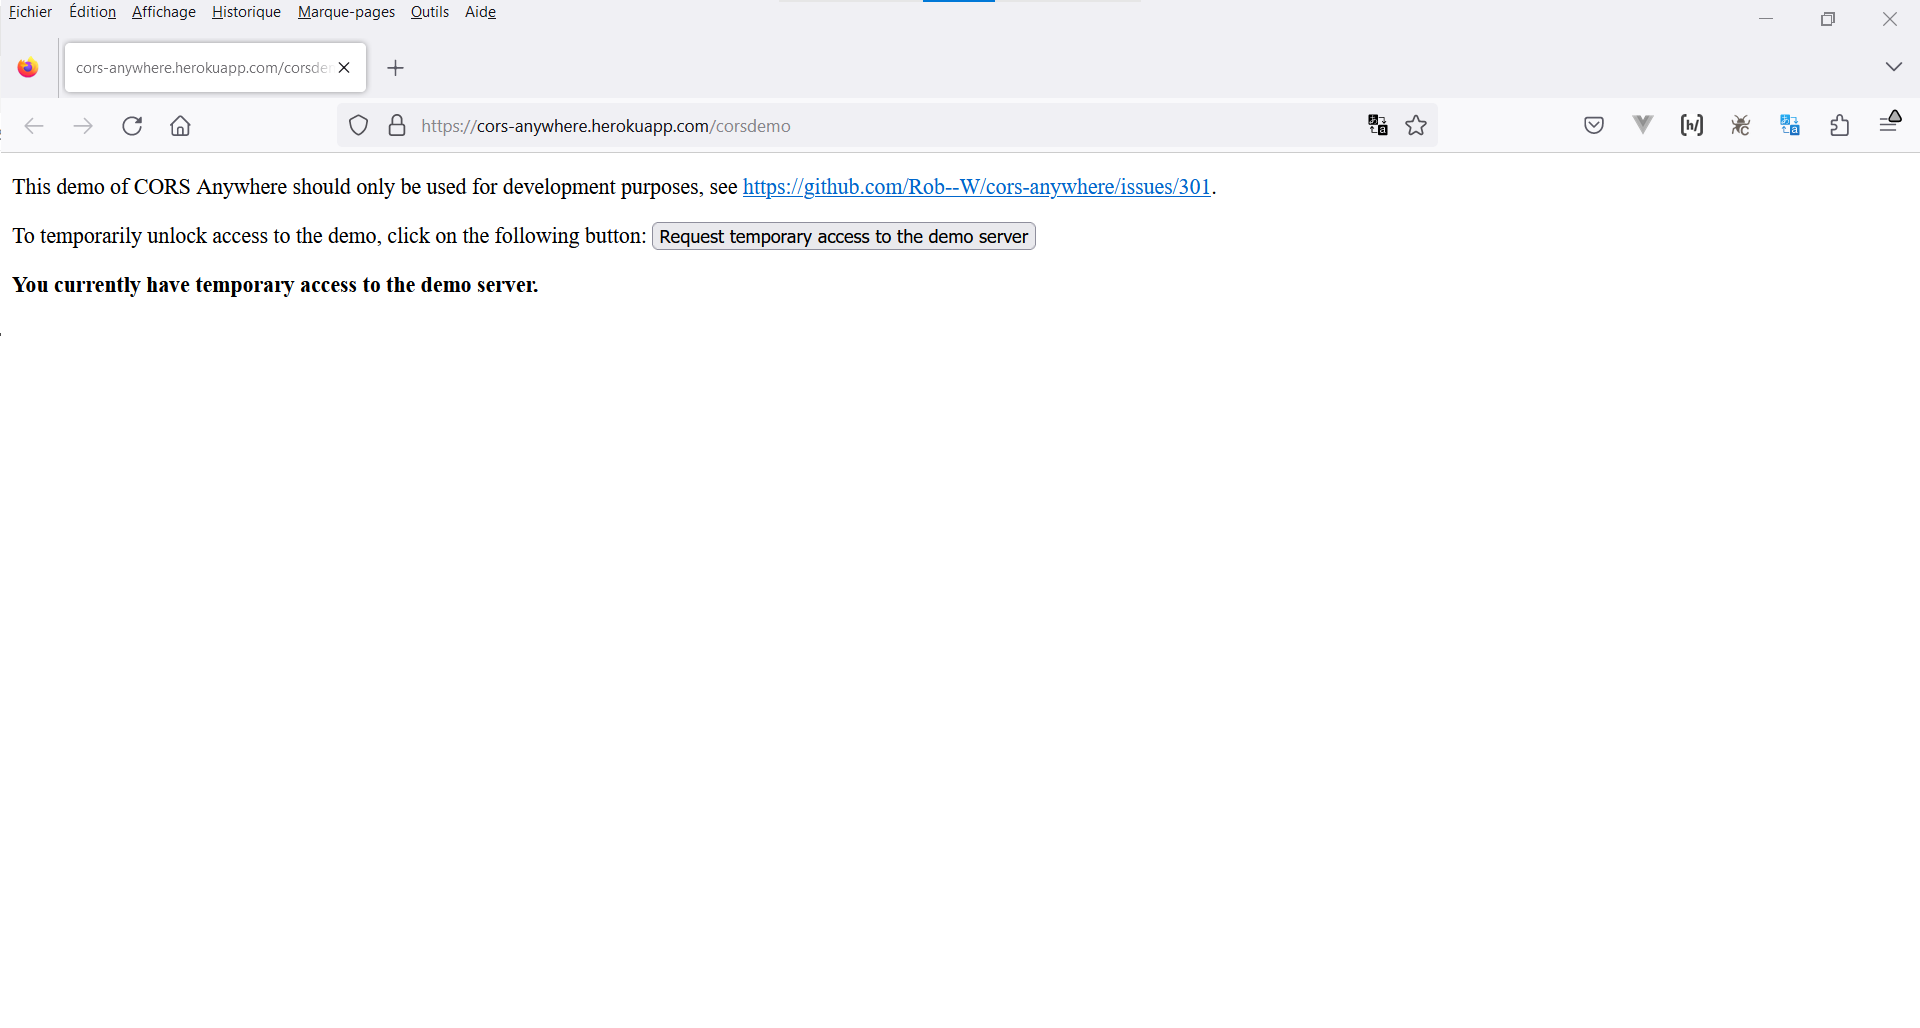 Fichier Édition Affichage Historique Marque-pages Outils Aide
cors-anywhere.herokuapp.com/corsde
https://cors-anywhere.herokuapp.com/corsdemo
This demo of CORS Anywhere should only be used for development purposes, see https://github.com/Rob--W/cors-anywhere/issues/301.
To temporarily unlock access to the demo, click on the following button: Request temporary access to the demo server
You currently have temporary access to the demo server.